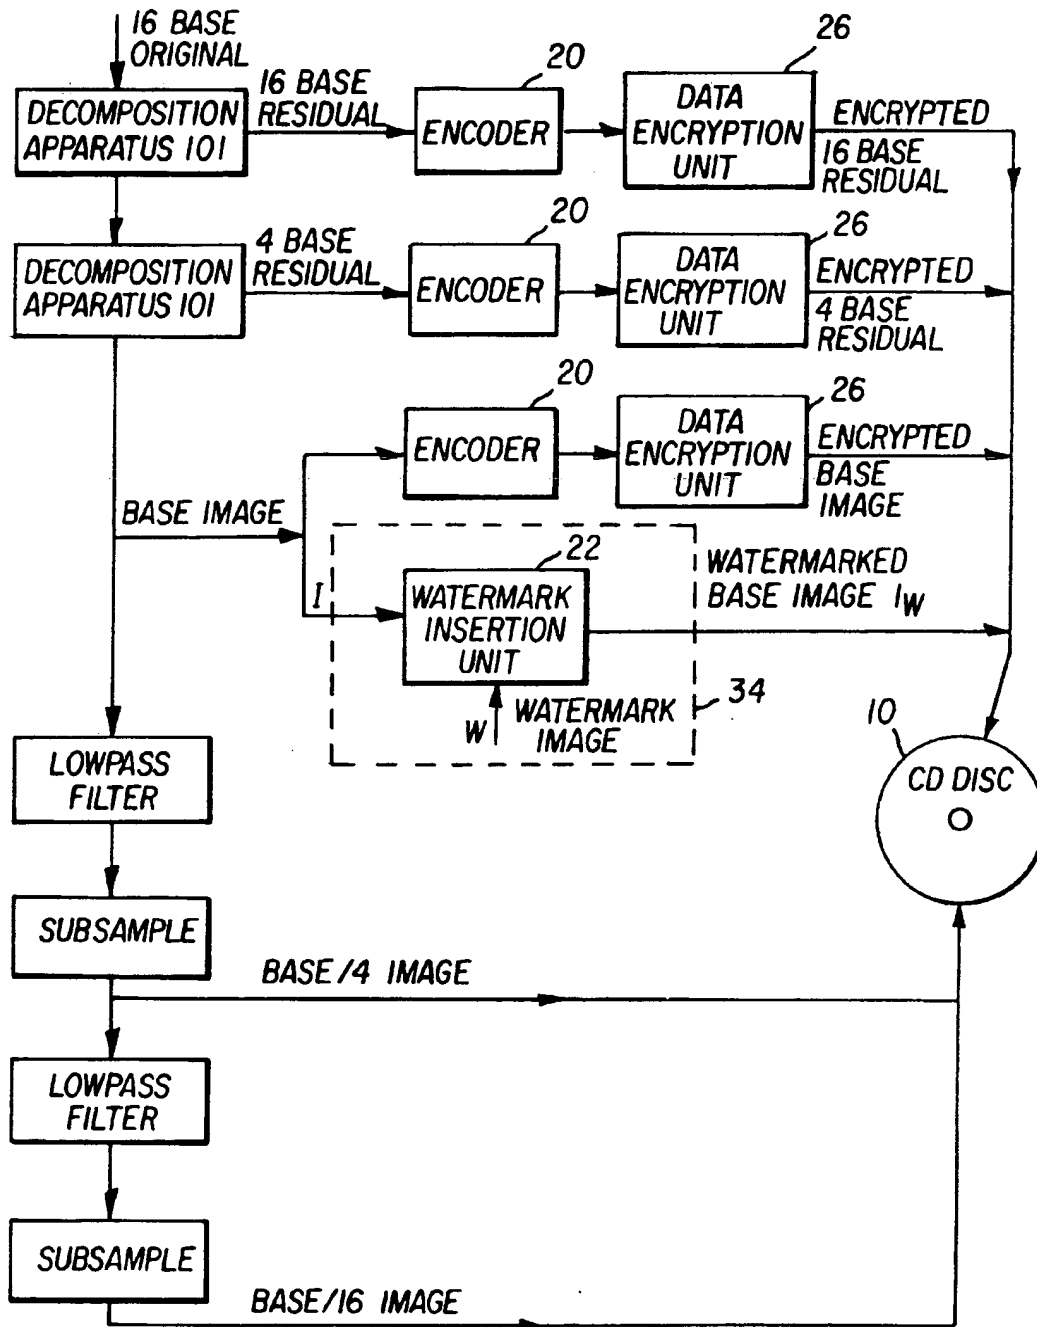 16 BASE
ORIGINAL
DECOMPOSITION
APPARATUS 101
16 BASE
RESIDUAL
20
ENCODER
26
DATA
ENCRYPTION
UNIT
ENCRYPTED
16 BASE
RESIDUAL
DECOMPOSITION
APPARATUS 101
4 BASE
RESIDUAL
20
ENCODER
26
DATA
ENCRYPTION
UNIT
ENCRYPTED
4 BASE
RESIDUAL
20
ENCODER
26
DATA
ENCRYPTION
UNIT
ENCRYPTED
BASE
IMAGE
BASE IMAGE
I
22
WATERMARK
INSERTION
UNIT
WATERMARKED
BASE IMAGE IW
W
WATERMARK
IMAGE
34
10
CD DISC
LOWPASS
FILTER
SUBSAMPLE
BASE/4 IMAGE
LOWPASS
FILTER
SUBSAMPLE
BASE/16 IMAGE